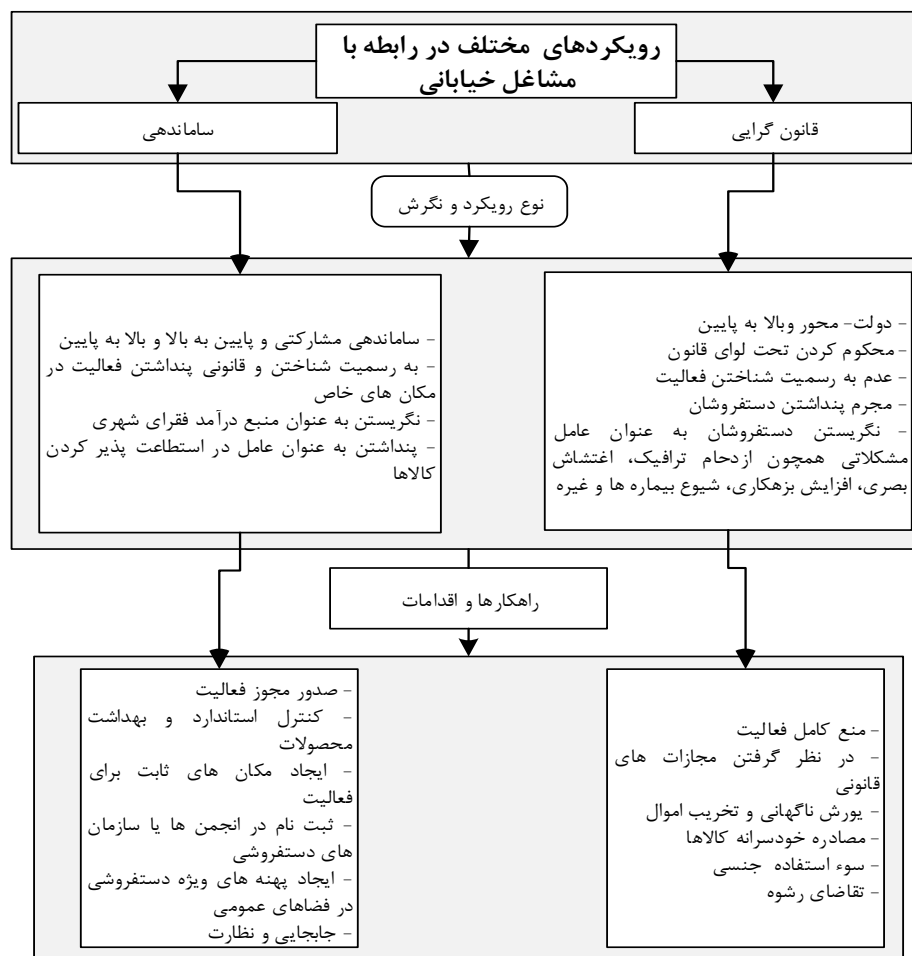 رویکردهای مختلف در رابطه با
مشاغل خیابانی
قانون گرایی
ساماندهی
نوع رویکرد و نگرش
- دولت- محور وبالا به پایین
-محکوم کردن تحت لوای قانون
- عدم به رسمیت شناختن فعالیت
- مجرم پنداشتن دستفروشان
- نگریستن دستفروشان به عنوان عامل
مشکلاتی همچون ازدحام ترافیک، اغتشاش
بصری، افزایش بزهکاری، شیوع بیماره ها و غیره
- ساماندهی مشارکتی و پایین به بالا و بالا به پایین
- به رسمیت شناختن و قانونی پنداشتن فعالیت در
مکان های خاص
- نگریستن به عنوان منبع درآمد فقرای شهری
- پنداشتن به عنوان عامل در استطاعت پذیر کردن
کالاها
راهکارها و اقدامات
- منع کامل فعالیت
- در نظر گرفتن مجازات های
قانونی
- یورش ناگهانی و تخریب اموال
- مصادره خودسرانه کالاها
- سوء استفاده جنسی
- تقاضای رشوه
- صدور مجوز فعالیت
- کنترل استاندارد و بهداشت
محصولات
- ایجاد مکان های ثابت برای
فعالیت
- ثبت نام در انجمن ها یا سازمان
های دستفروشی
- ایجاد پهنه های ویژه دستفروشی
در فضاهای عمومی
- جابجایی و نظارت